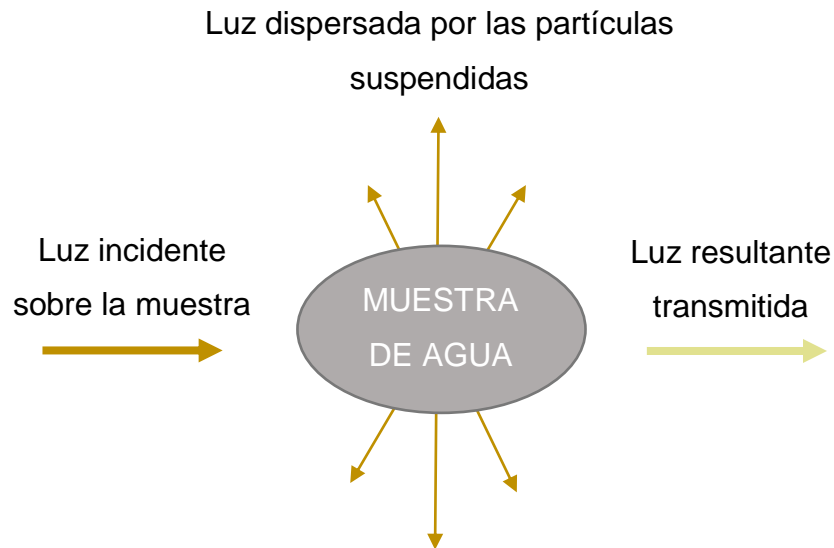 Luz dispersada por las partículas
suspendidas
Luz incidente
sobre la muestra
MUESTRA
DE AGUA
Luz resultante
transmitida